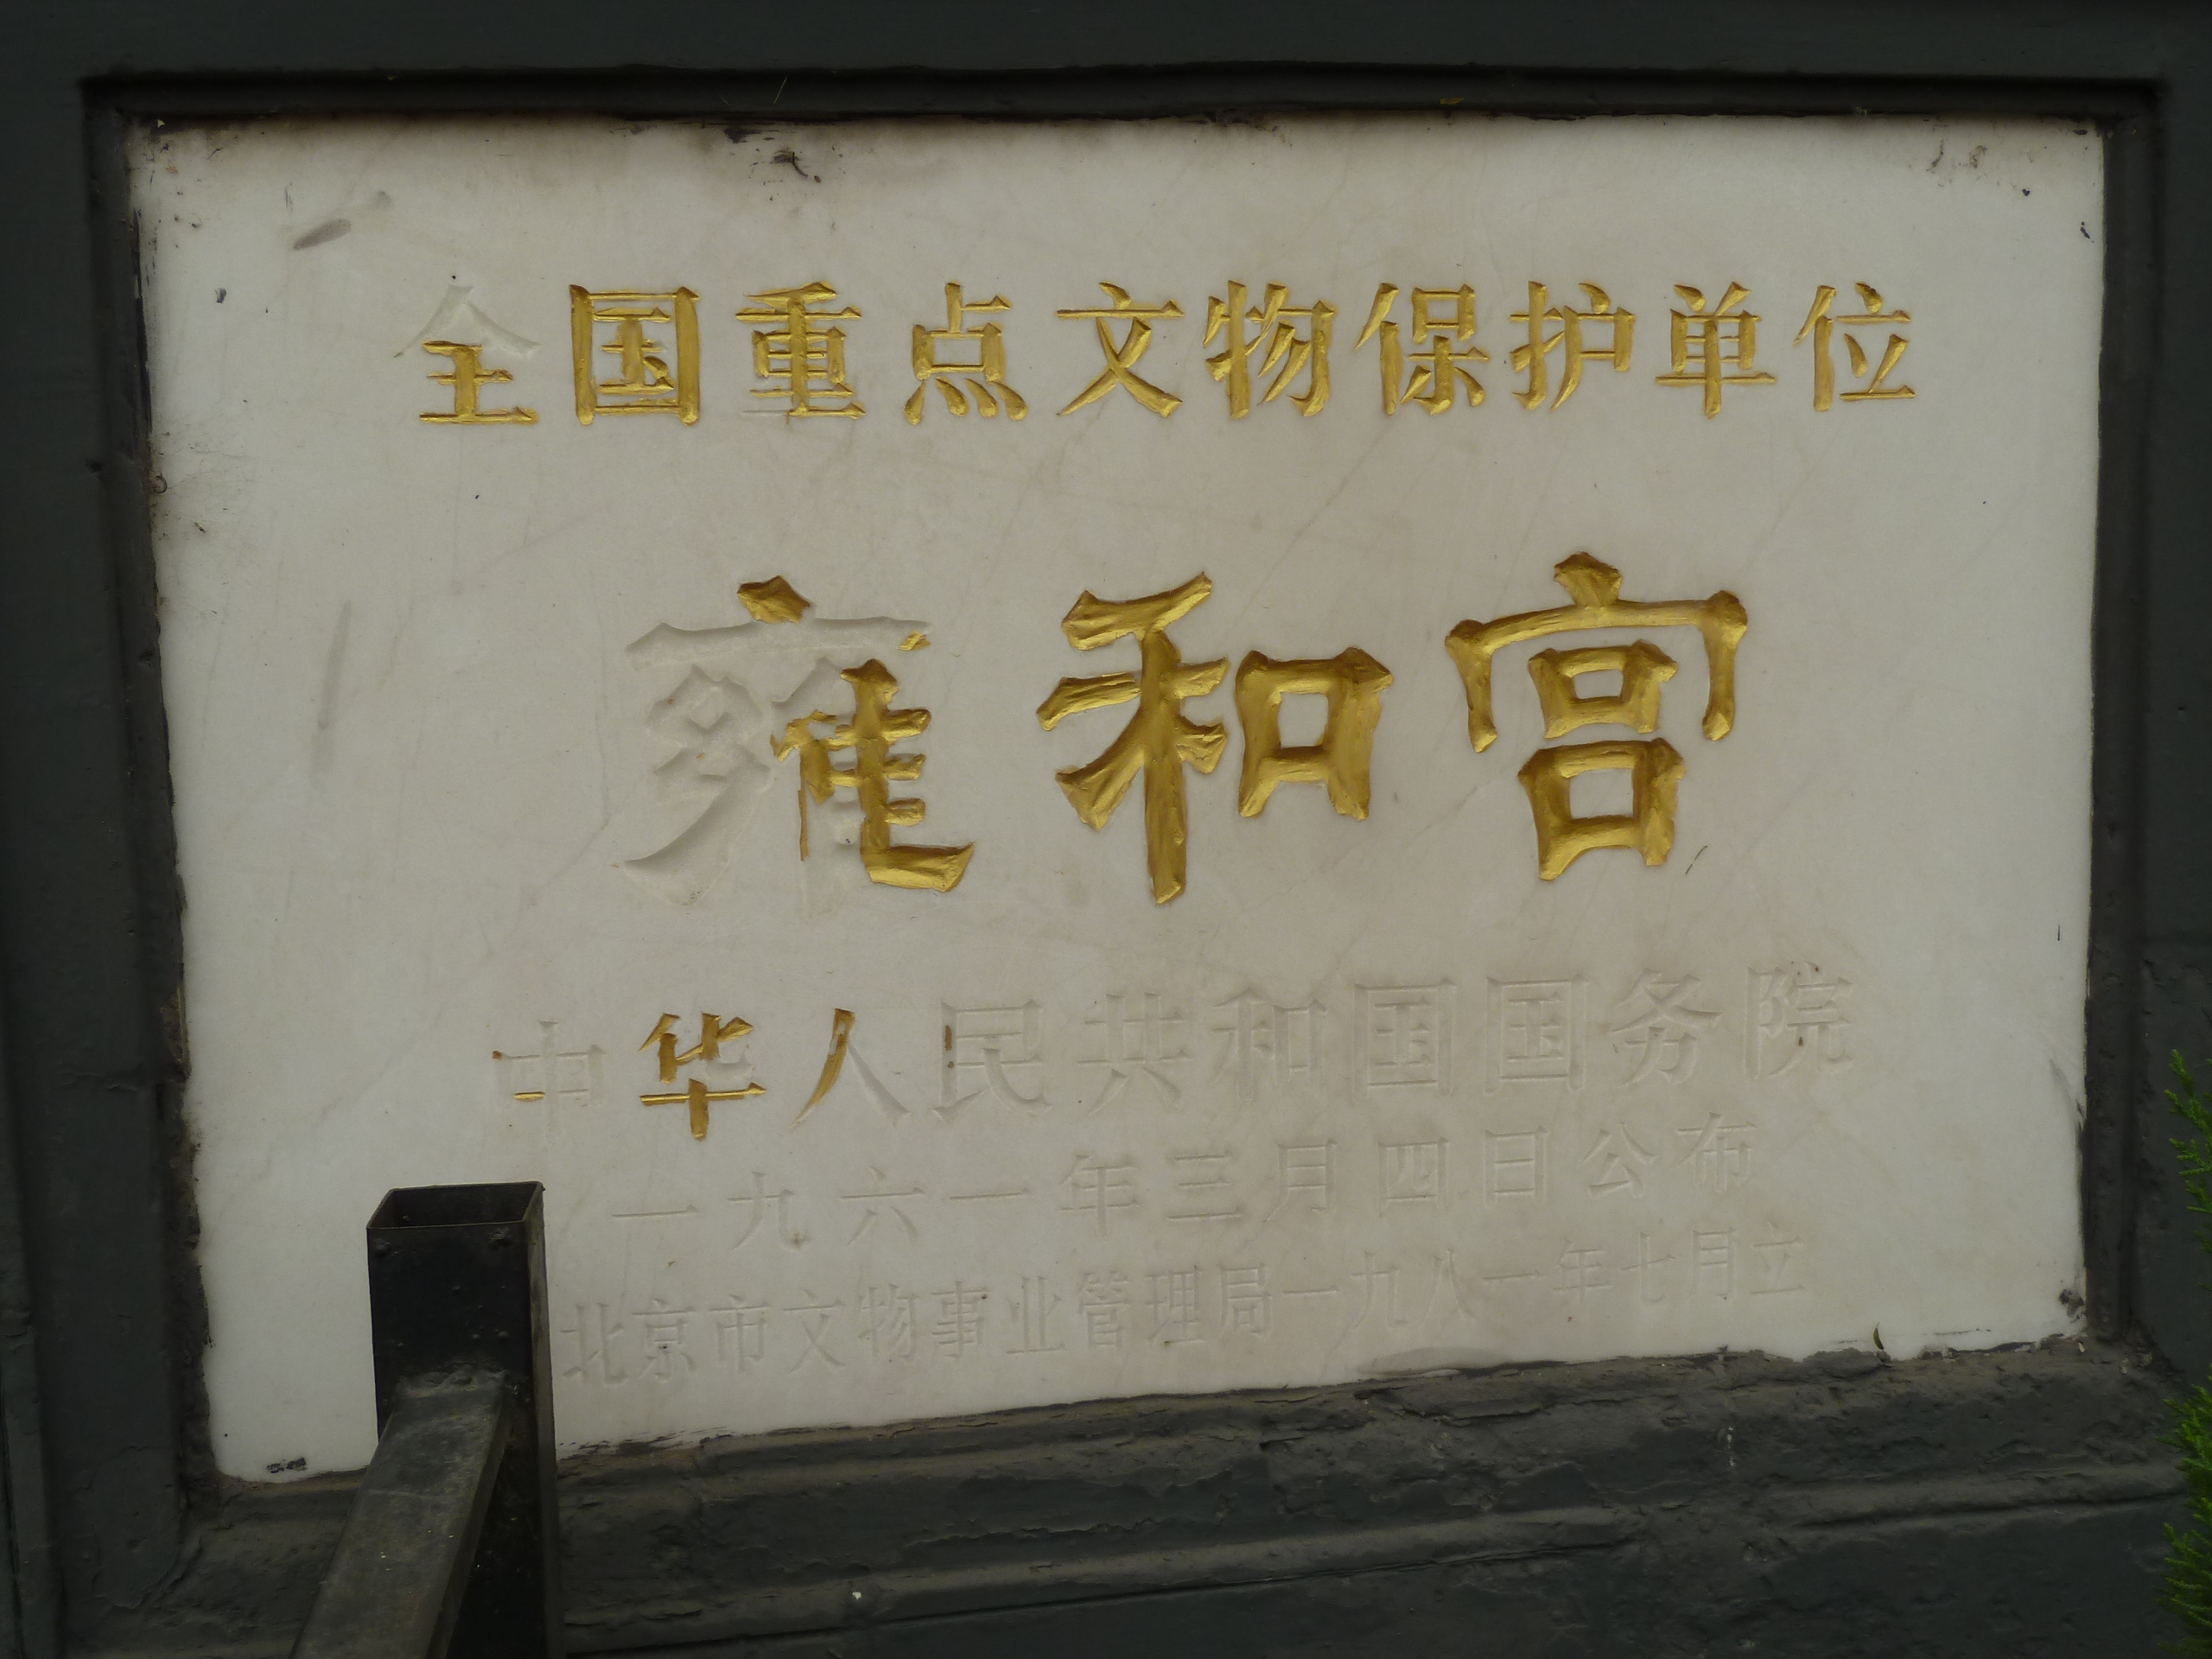 全国重点文物保护单位
雍和宫
中华人民共和国国务院
一九六一年三月四日公布
北京市文物事业管理局一九八一年七月立